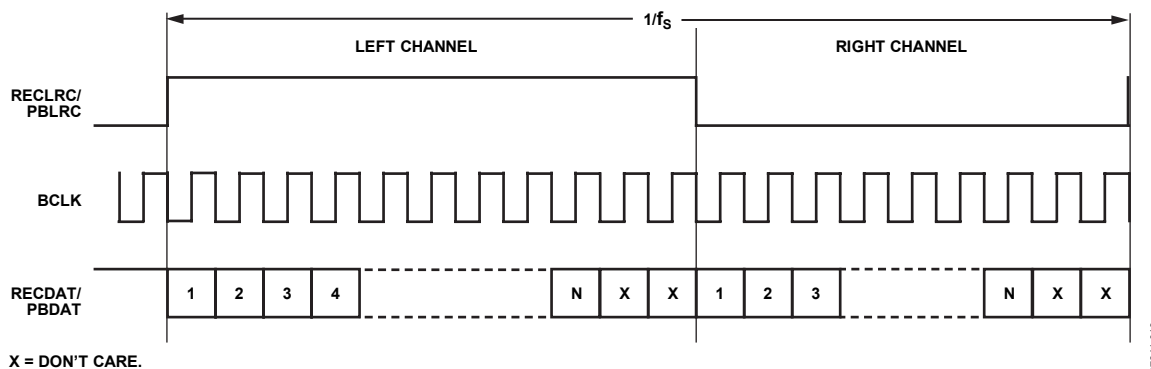 1/fS
LEFT CHANNEL RIGHT CHANNEL
RECLRC/
PBLRC
BCLK
RECDAT/
PBDAT
1 2 3 4 N X X 1 2 3 N X X
X = DON'T CARE.